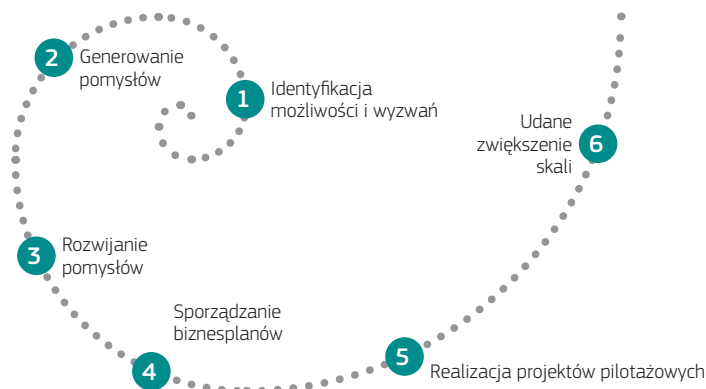 1
Identyfikacja
możliwości i wyzwań
2
Generowanie
pomysłów
3
Rozwijanie
pomysłów
4
Sporządzanie
biznesplanów
5
Realizacja projektów pilotażowych
6
Udane
zwiększenie
skali